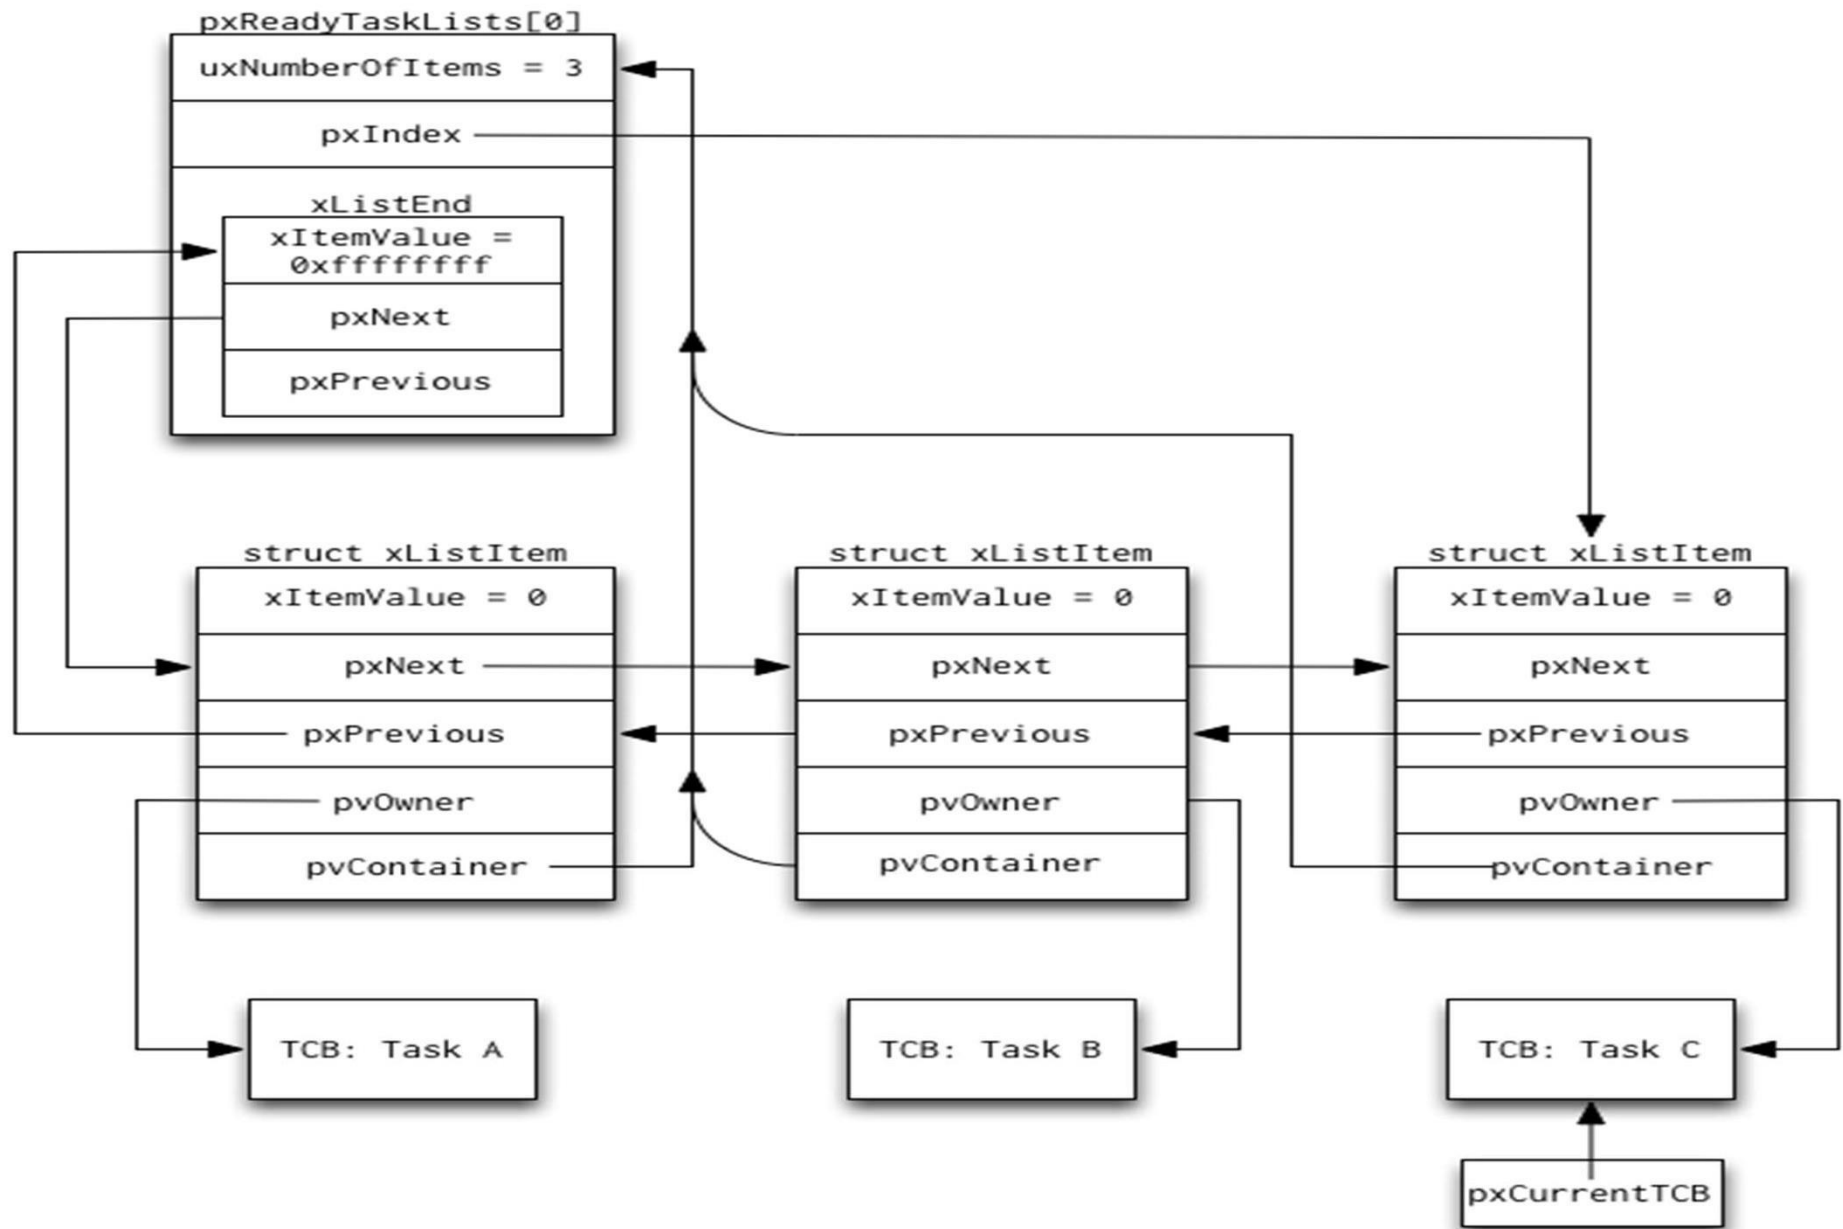 pxReadyTaskLists[0]
uxNumberOfItems = 3
pxIndex
xListEnd
xItemValue =
0xffffffff
pxNext
pxPrevious
struct xListItem
xItemValue = 0
pxNext
pxPrevious
pvOwner
pvContainer
struct xListItem
xItemValue = 0
pxNext
pxPrevious
pvOwner
pvContainer
struct xListItem
xItemValue = 0
pxNext
pxPrevious
pvOwner
pvContainer
TCB: Task A
TCB: Task B
TCB: Task C
pxCurrentTCB